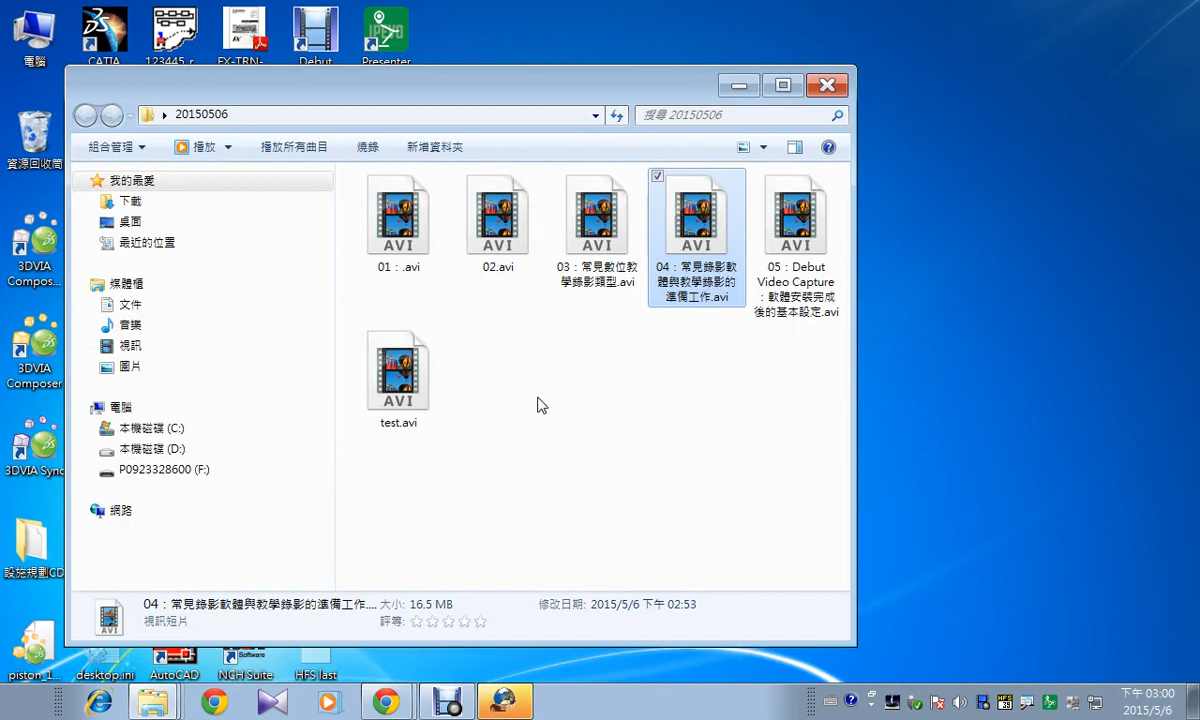 電腦
CATIA
123445_r
FX-TRN-
Debut
Presenter
資源回收筒
3DVIA
Compos...
3DVIA
Composer
3DVIA Sync
設施規劃CD
piston_1...
desktop.ini
AutoCAD
NCH Suite
HFS last
20150506
搜尋 20150506
組合管理
播放
播放所有曲目
燒錄
新增資料夾
我的最愛
下載
桌面
最近的位置
媒體櫃
文件
音樂
視訊
圖片
電腦
本機磁碟 (C:)
本機磁碟 (D:)
P0923328600 (F:)
網路
AVI
01：.avi
AVI
02.avi
AVI
03：常見數位教
學錄影類型.avi
AVI
04：常見錄影軟
體與教學錄影的
準備工作.avi
AVI
05：Debut
Video Capture
：軟體安裝完成
後的基本設定.avi
AVI
test.avi
AVI
04：常見錄影軟體與教學錄影的準備工作....
視訊短片
大小: 16.5 MB
評等:
修改日期: 2015/5/6 下午 02:53
下午 03:00
2015/5/6